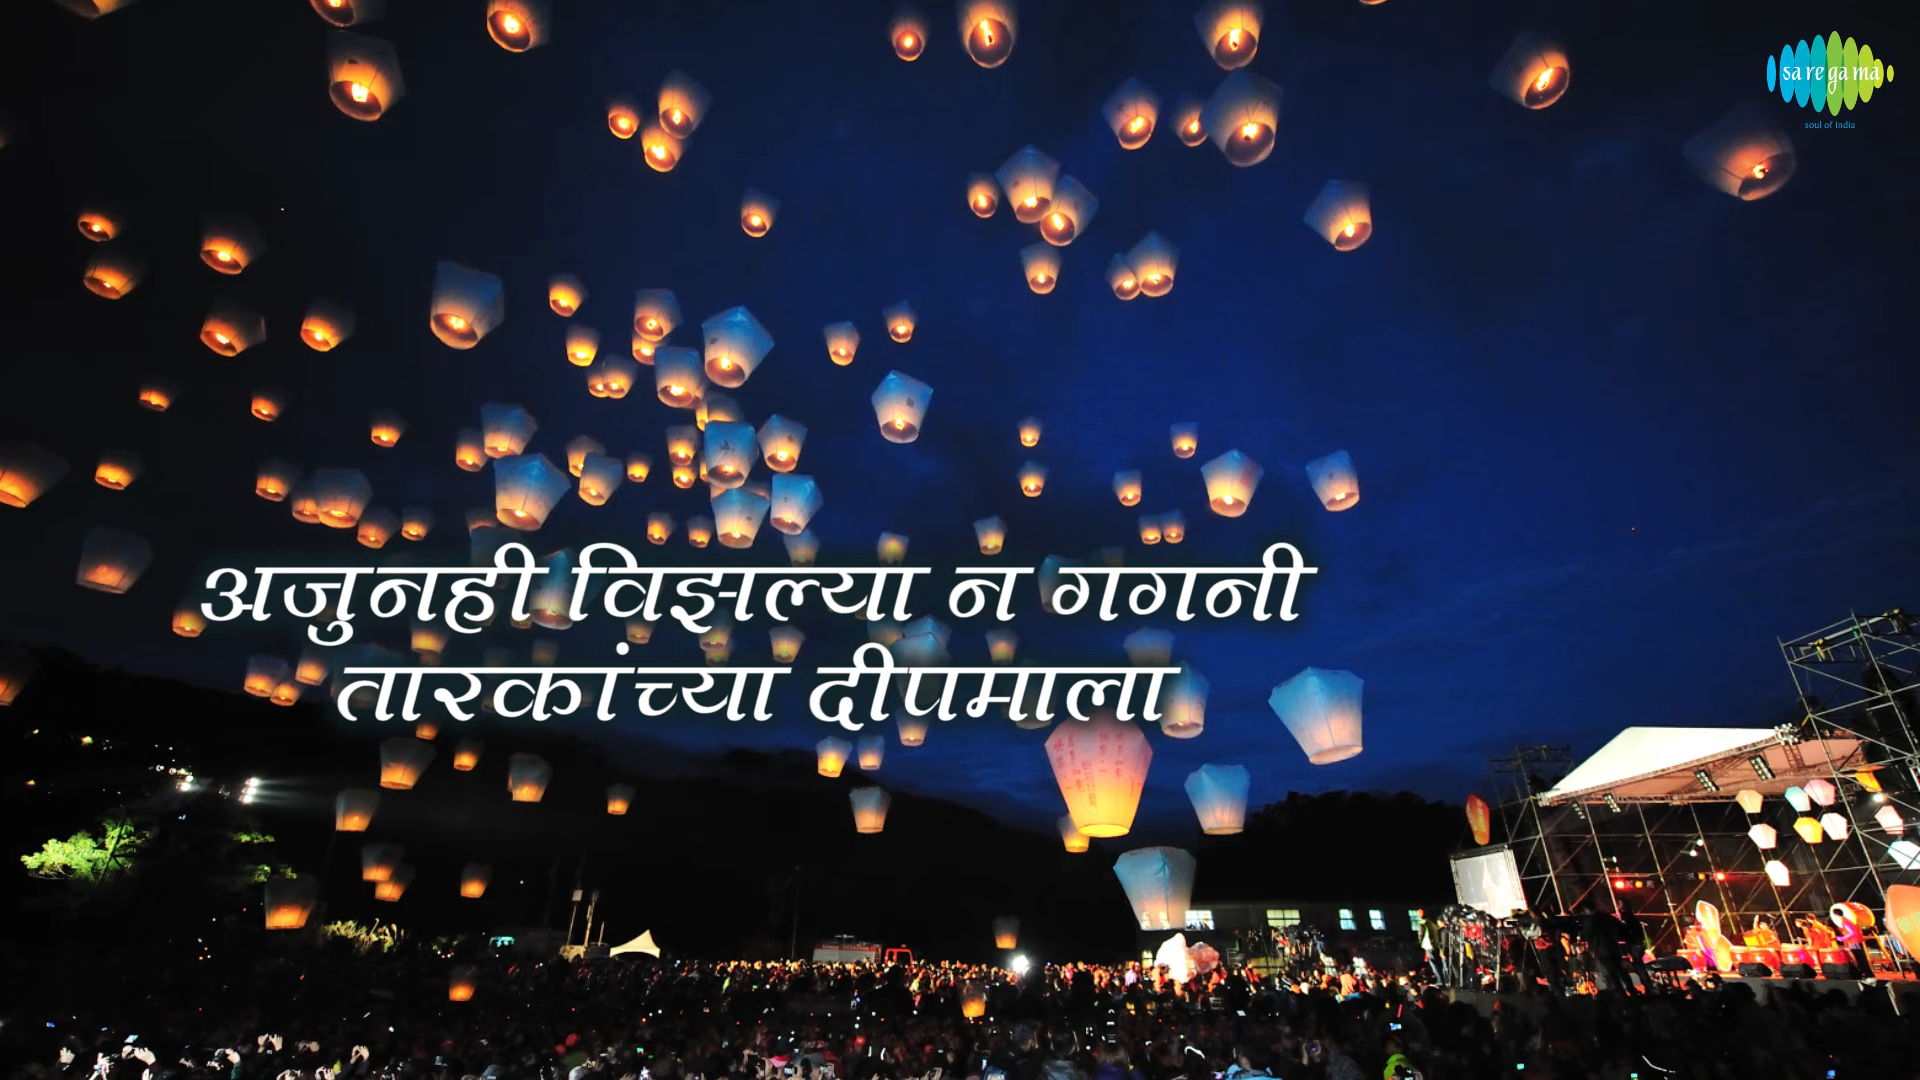 sa re ga ma
soul of India
अजुनही विझल्या न गगनी
तारकांच्या दीपमाला